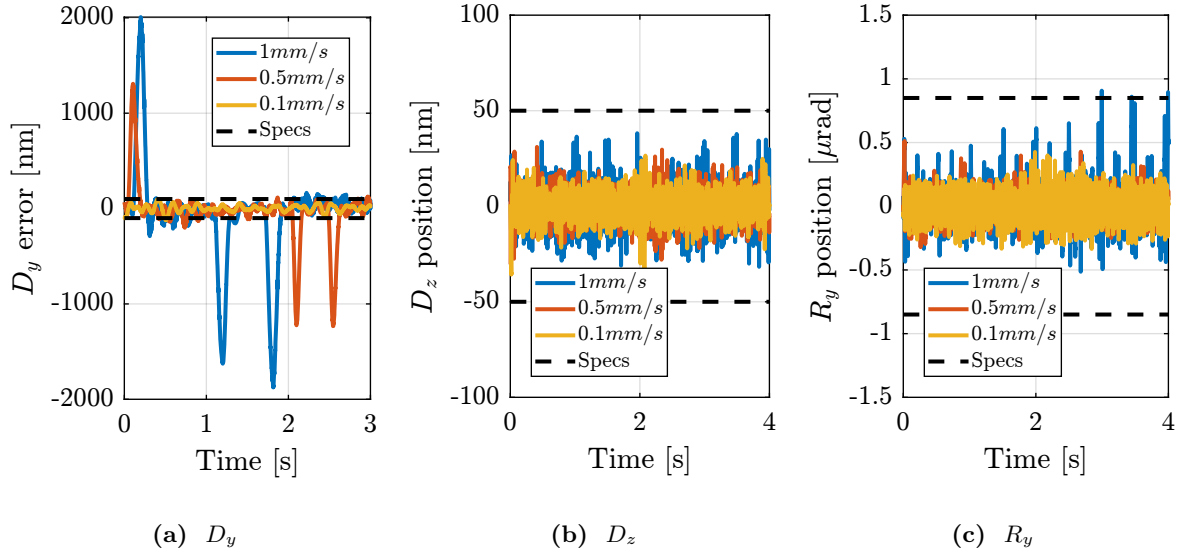 2000
1000
0
-1000
-2000
D_y error [nm]
1mm/s
0.5mm/s
0.1mm/s
Specs
0 1 2 3
Time [s]
(a) D_y
100
50
0
-50
-100
D_z position [nm]
1mm/s
0.5mm/s
0.1mm/s
Specs
0 2 4
Time [s]
(b) D_z
1.5
1
0.5
0
-0.5
-1
-1.5
R_y position [μrad]
1mm/s
0.5mm/s
0.1mm/s
Specs
0 2 4
Time [s]
(c) R_y